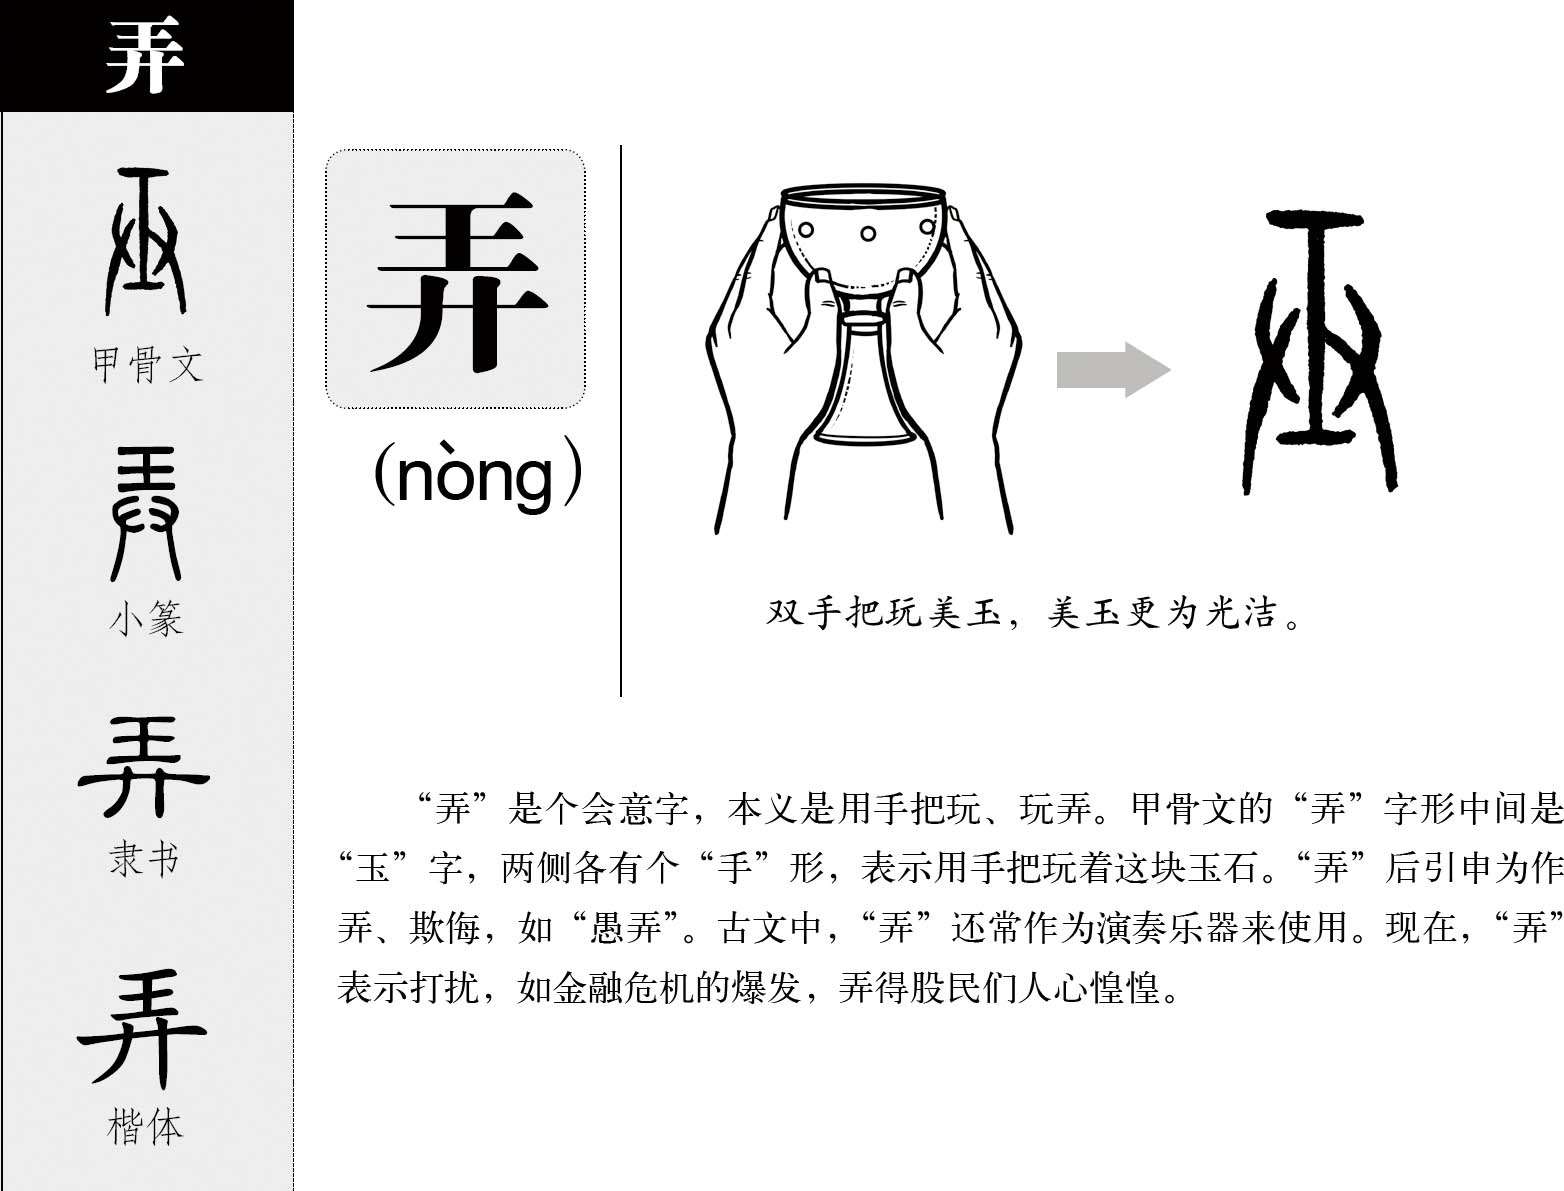 弄
甲骨文
小篆
隶书
楷体
弄
(nòng)
双手把玩美玉，美玉更为光洁。
“弄”是个会意字，本义是用手把玩、玩弄。甲骨文的“弄”字形中间是
“玉”字，两侧各有个“手”形，表示用手把玩着这块玉石。“弄”后引申为作
弄、欺侮，如“愚弄”。古文中，“弄”还常作为演奏乐器来使用。现在，“弄”
表示打扰，如金融危机的爆发，弄得股民们人心惶惶。